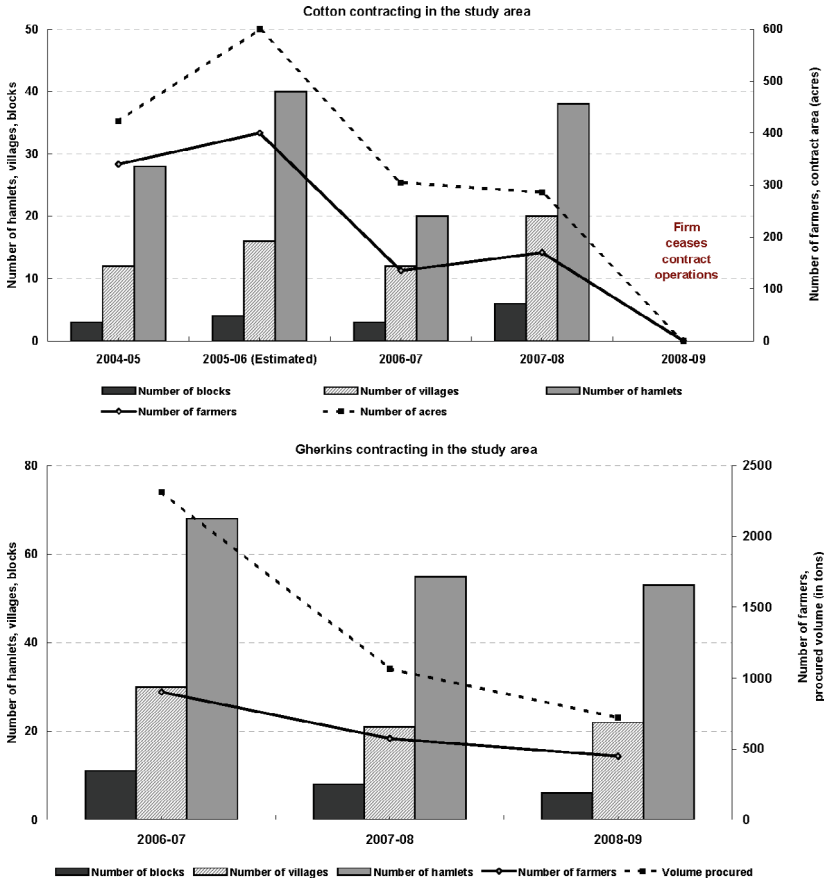 Cotton contracting in the study area
Number of hamlets, villages, blocks
50
40
30
20
10
0
600
500
400
300
200
100
0
Number of farmers, contract area (acres)
Firm
ceases
contract
operations
2004-05 2005-06 (Estimated) 2006-07 2007-08 2008-09
Number of blocks Number of villages Number of hamlets
Number of farmers Number of acres
Gherkins contracting in the study area
Number of hamlets, villages, blocks
80
60
40
20
0
2500
2000
1500
1000
500
0
Number of farmers,
procured volume (in tons)
2006-07 2007-08 2008-09
Number of blocks Number of villages Number of hamlets Number of farmers Volume procured